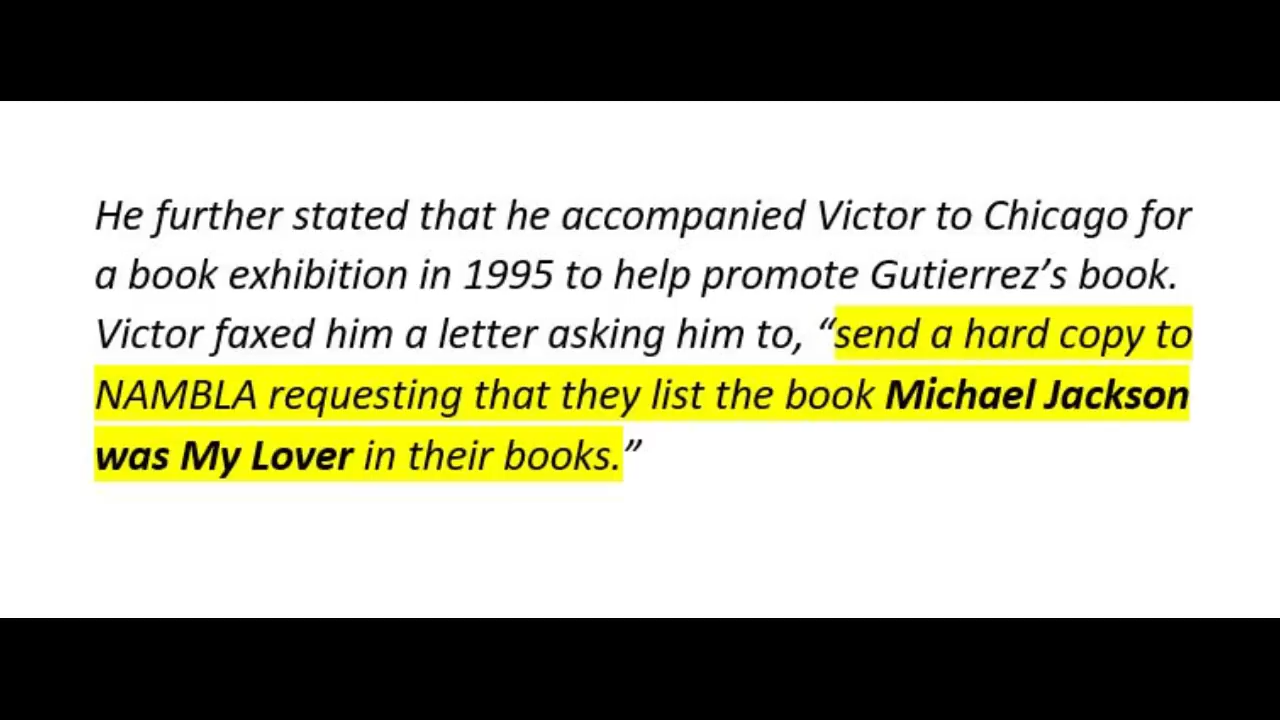 He further stated that he accompanied Victor to Chicago for
a book exhibition in 1995 to help promote Gutierrez’s book.
Victor faxed him a letter asking him to, “send a hard copy to
NAMBLA requesting that they list the book Michael Jackson
was My Lover in their books.”